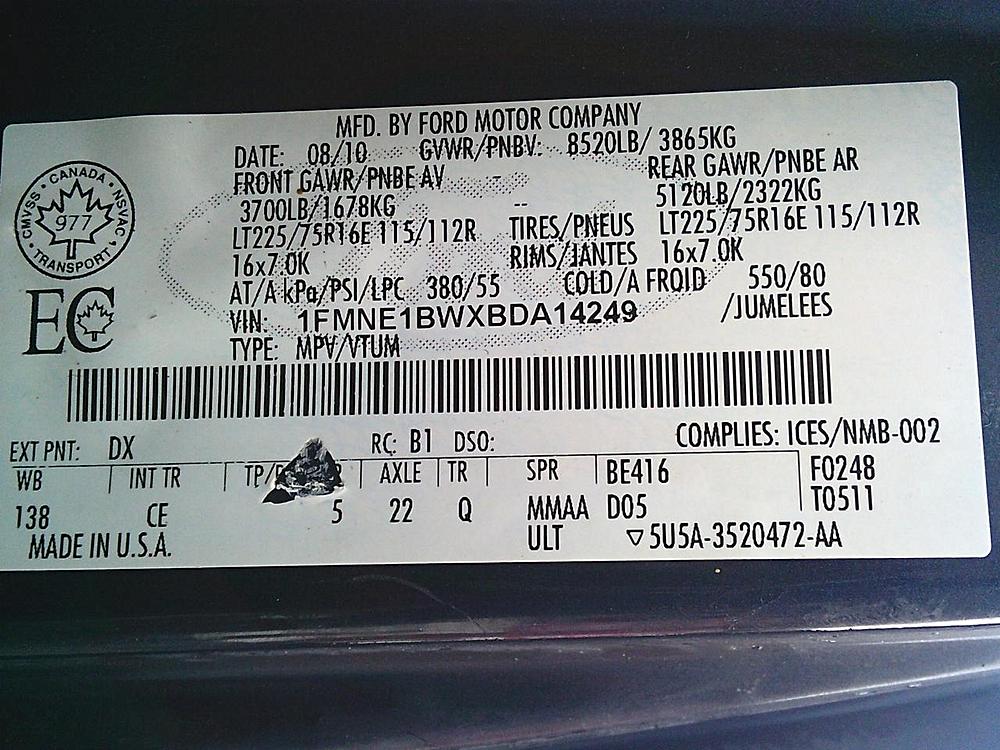 MFD. BY FORD MOTOR COMPANY
DATE: 08/10 GVWR/PNBV: 8520LB/ 3865KG
FRONT GAWR/PNBE AV -- REAR GAWR/PNBE AR
3700LB/1678KG -- 5120LB/2322KG
LT225/75R16E 115/112R TIRES/PNEUS LT225/75R16E 115/112R
16x7.0K RIMS/JANTES 16x7.0K
AT/A kPa/PSI/LPC 380/55 COLD/A FROID 550/80
VIN: 1FMNE1BWXBDA14249 /JUMELEES
TYPE: MPV/VTUM
CANADA
CMVSS
NSVAC
977
TRANSPORT
EC
EXT PNT: DX RC: B1 DSO: COMPLIES: ICES/NMB-002
WB INT TR TP/ R AXLE TR SPR BE416 F0248
138 CE 5 22 Q MMAA D05 T0511
MADE IN U.S.A. ULT ▽5U5A-3520472-AA